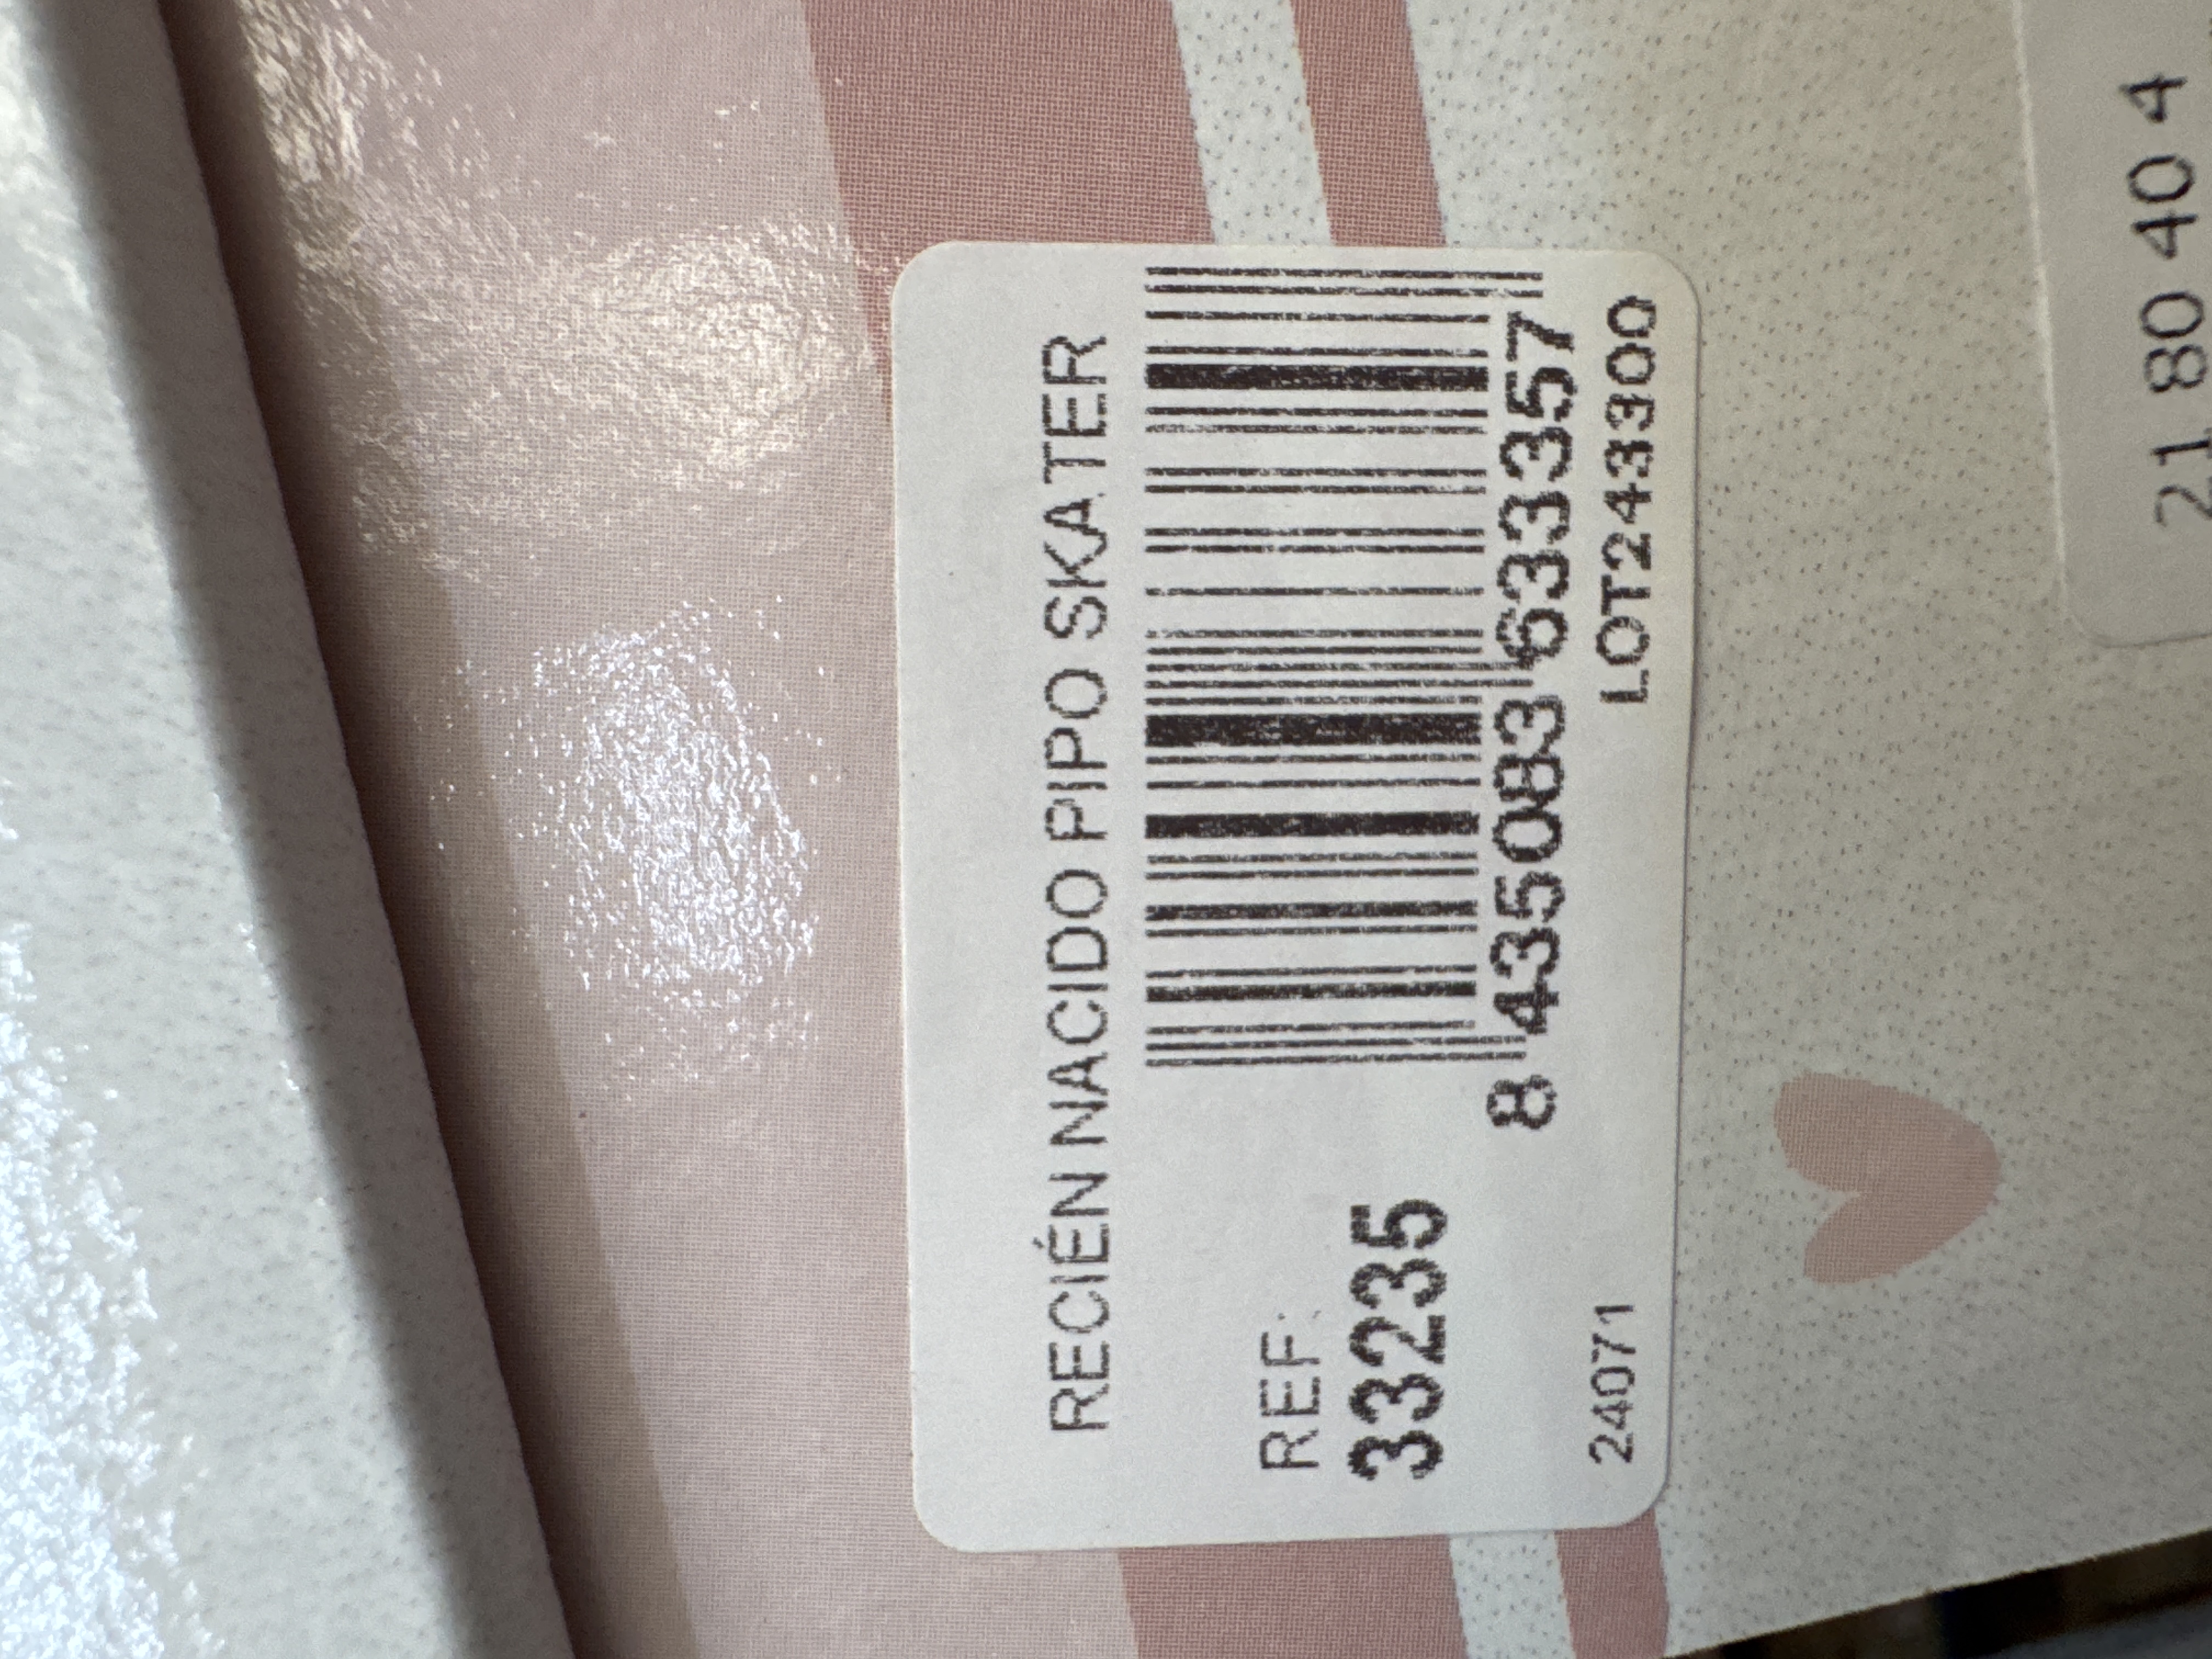 RECIÉN NACIDO PIPO SKATER
REF:
33235
8 435083 633357
24071
LOT243300
21 80 40 4